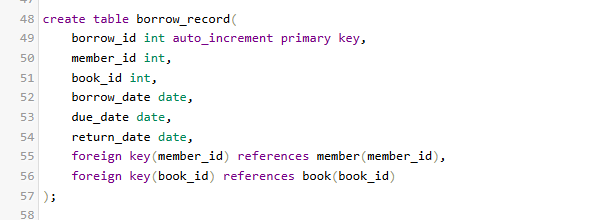 48 create table borrow_record(
49 borrow_id int auto_increment primary key,
50 member_id int,
51 book_id int,
52 borrow_date date,
53 due_date date,
54 return_date date,
55 foreign key(member_id) references member(member_id),
56 foreign key(book_id) references book(book_id)
57 );
58